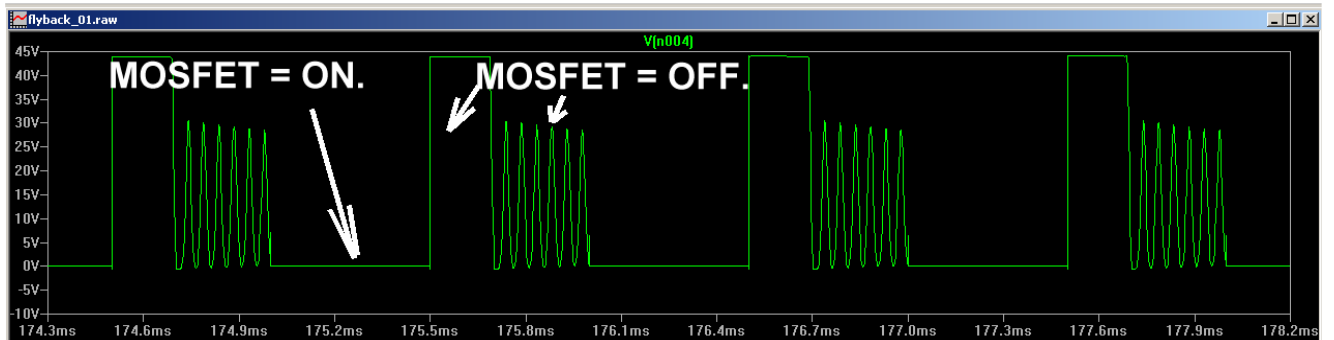 flyback_01.raw
V(n004)
45V
MOSFET = ON.
MOSFET = OFF.
40V
35V
30V
25V
20V
15V
10V
5V
0V
-5V
-10V
174.3ms 174.6ms 174.9ms 175.2ms 175.5ms 175.8ms 176.1ms 176.4ms 176.7ms 177.0ms 177.3ms 177.6ms 177.9ms 178.2ms